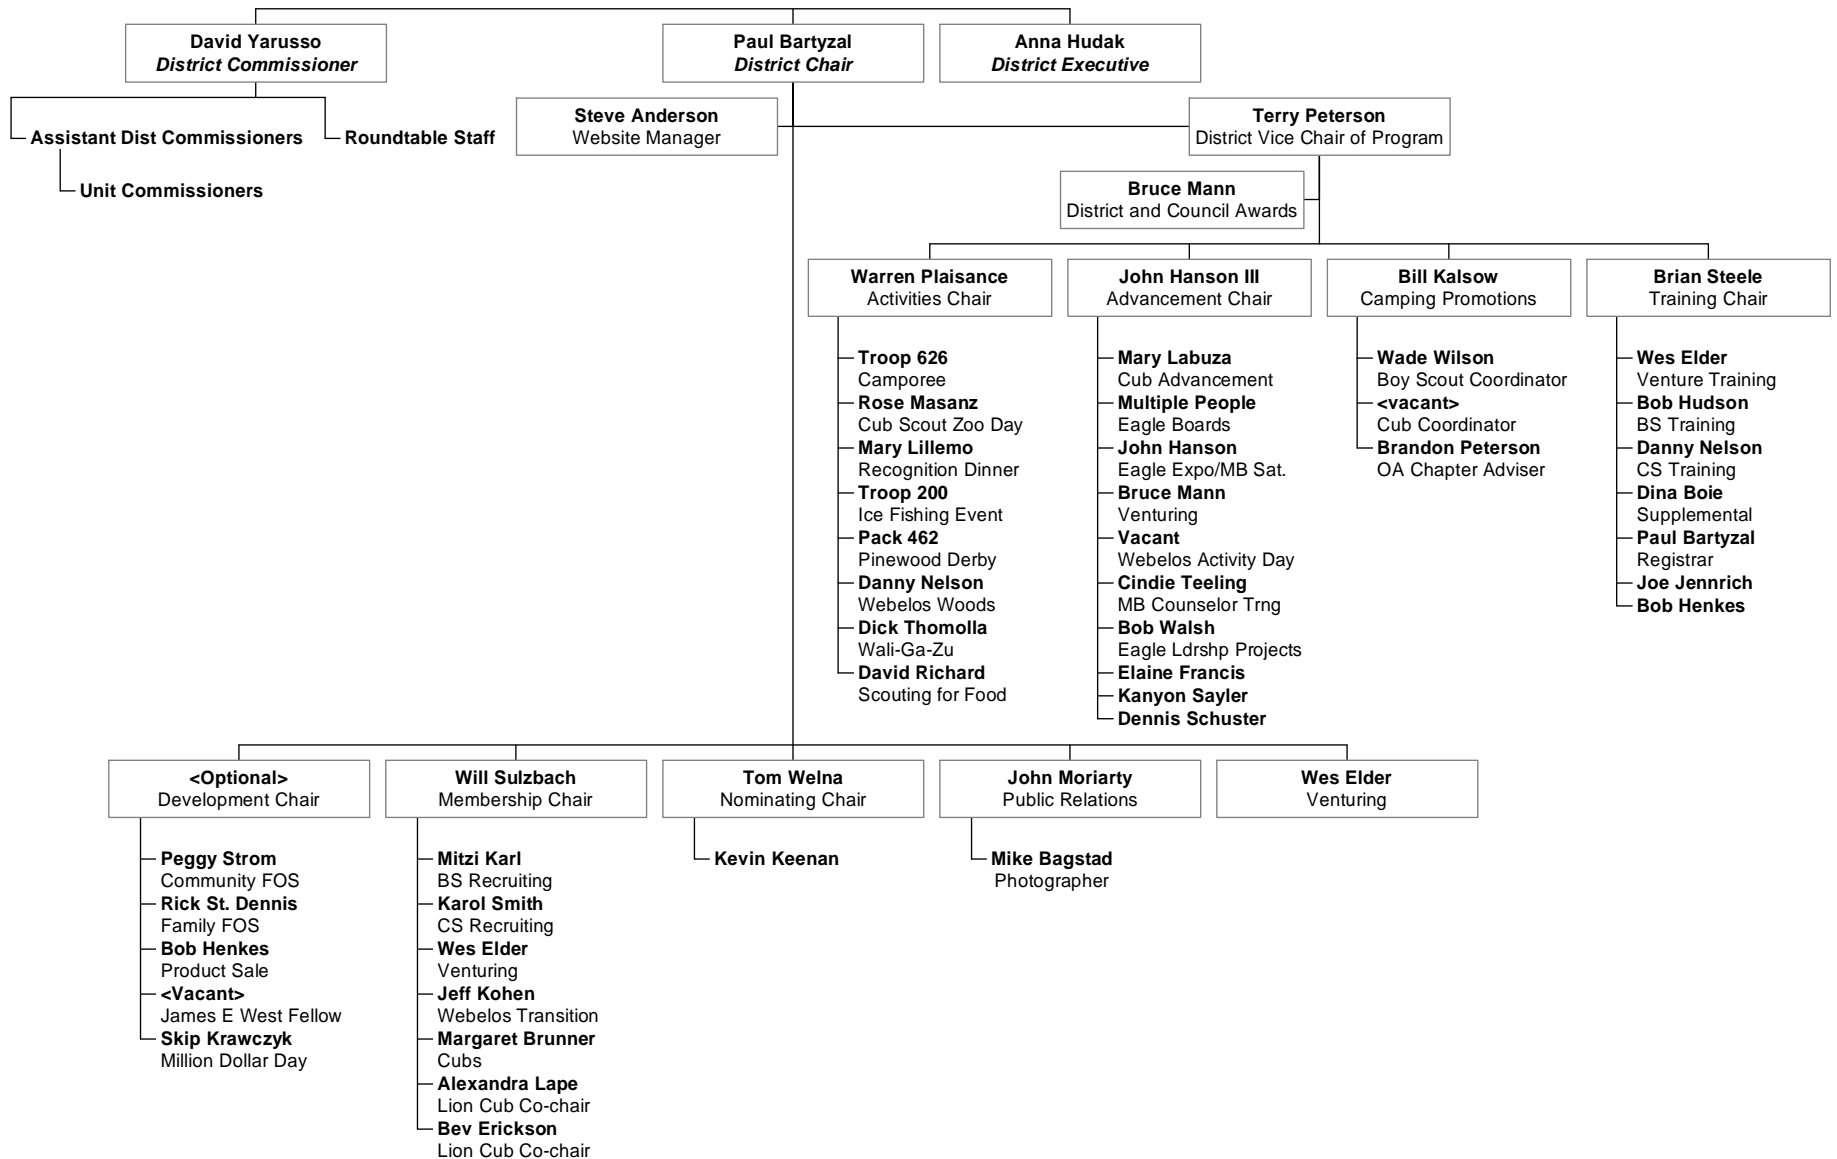 David Yarusso
District Commissioner
Paul Bartyzal
District Chair
Anna Hudak
District Executive
Assistant Dist Commissioners
Roundtable Staff
Unit Commissioners
Steve Anderson
Website Manager
Terry Peterson
District Vice Chair of Program
Bruce Mann
District and Council Awards
Warren Plaisance
Activities Chair
Troop 626
Camporee
Rose Masanz
Cub Scout Zoo Day
Mary Lillemo
Recognition Dinner
Troop 200
Ice Fishing Event
Pack 462
Pinewood Derby
Danny Nelson
Webelos Woods
Dick Thomolla
Wali-Ga-Zu
David Richard
Scouting for Food
John Hanson III
Advancement Chair
Mary Labuza
Cub Advancement
Multiple People
Eagle Boards
John Hanson
Eagle Expo/MB Sat.
Bruce Mann
Venturing
Vacant
Webelos Activity Day
Cindie Teeling
MB Counselor Trng
Bob Walsh
Eagle Ldrshp Projects
Elaine Francis
Kanyon Sayler
Dennis Schuster
Bill Kalsow
Camping Promotions
Wade Wilson
Boy Scout Coordinator
<vacant>
Cub Coordinator
Brandon Peterson
OA Chapter Adviser
Brian Steele
Training Chair
Wes Elder
Venture Training
Bob Hudson
BS Training
Danny Nelson
CS Training
Dina Boie
Supplemental
Paul Bartyzal
Registrar
Joe Jennrich
Bob Henkes
<Optional>
Development Chair
Peggy Strom
Community FOS
Rick St. Dennis
Family FOS
Bob Henkes
Product Sale
<Vacant>
James E West Fellow
Skip Krawczyk
Million Dollar Day
Will Sulzbach
Membership Chair
Mitzi Karl
BS Recruiting
Karol Smith
CS Recruiting
Wes Elder
Venturing
Jeff Kohen
Webelos Transition
Margaret Brunner
Cubs
Alexandra Lape
Lion Cub Co-chair
Bev Erickson
Lion Cub Co-chair
Tom Welna
Nominating Chair
Kevin Keenan
John Moriarty
Public Relations
Mike Bagstad
Photographer
Wes Elder
Venturing